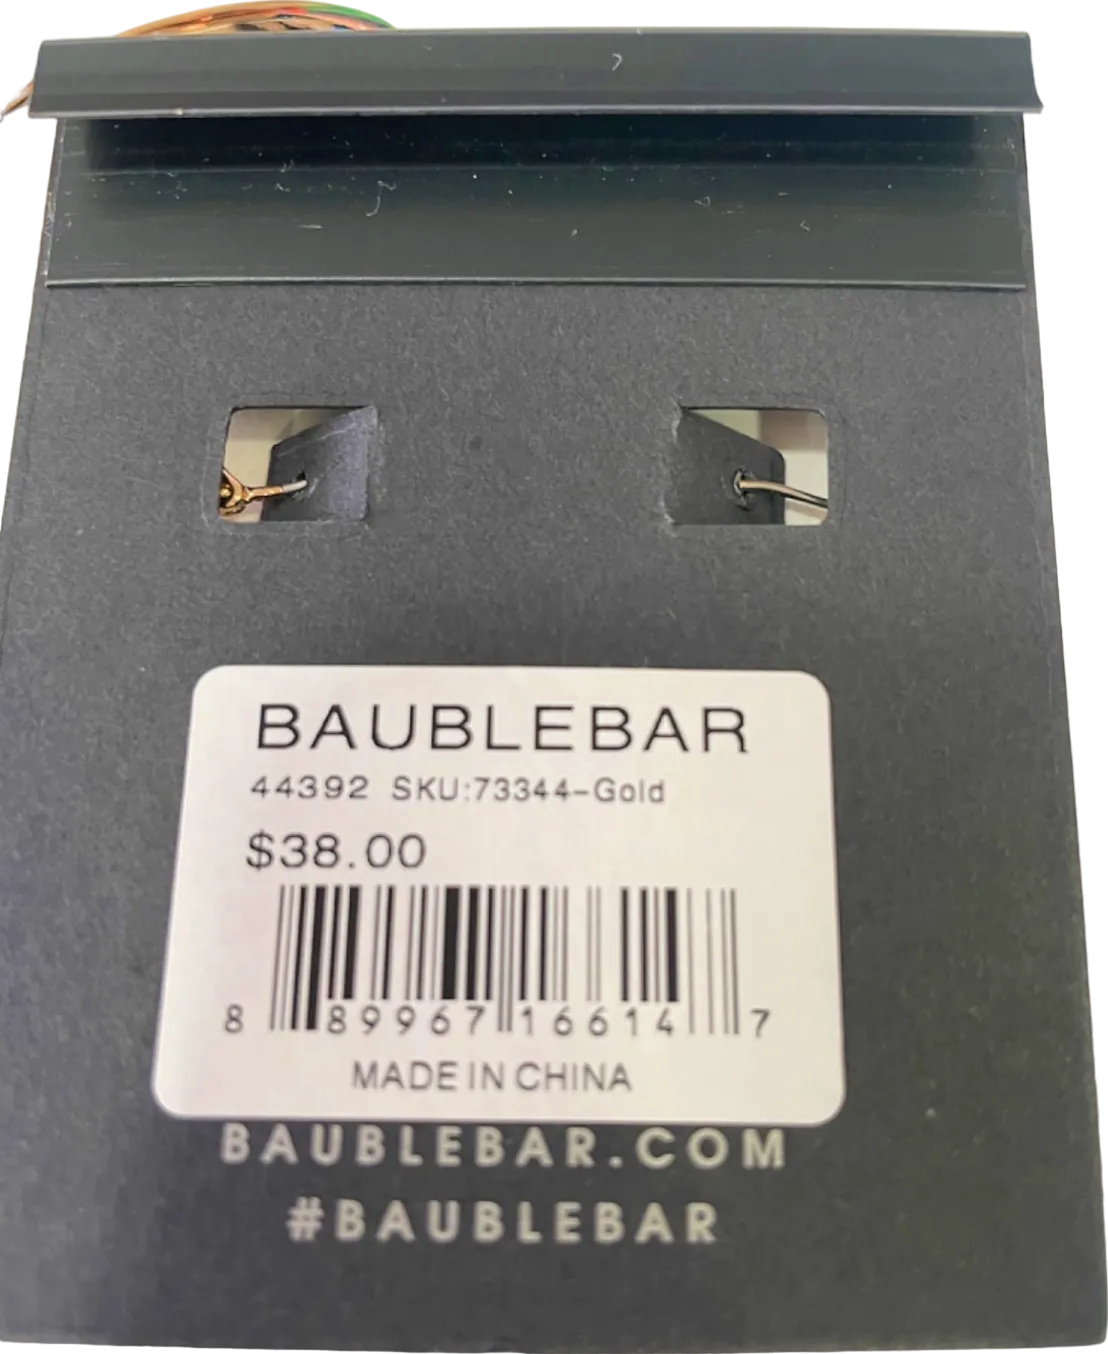 BAUBLEBAR
44392 SKU:73344-Gold
$38.00
8 89967 16614 7
MADE IN CHINA
BAUBLEBAR.COM
#BAUBLEBAR